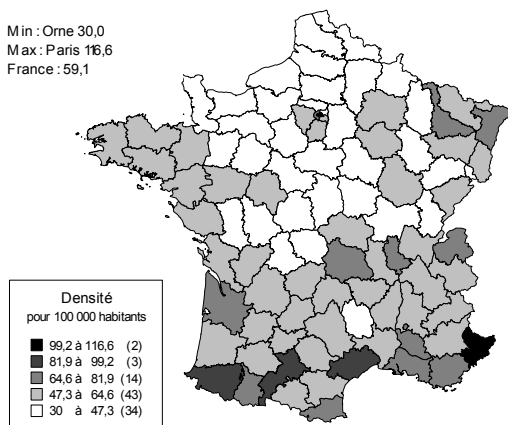 Min : Orne 30,0
Max : Paris 116,6
France : 59,1
Densité
pour 100 000 habitants
99,2 à 116,6 (2)
81,9 à 99,2 (3)
64,6 à 81,9 (14)
47,3 à 64,6 (43)
30 à 47,3 (34)